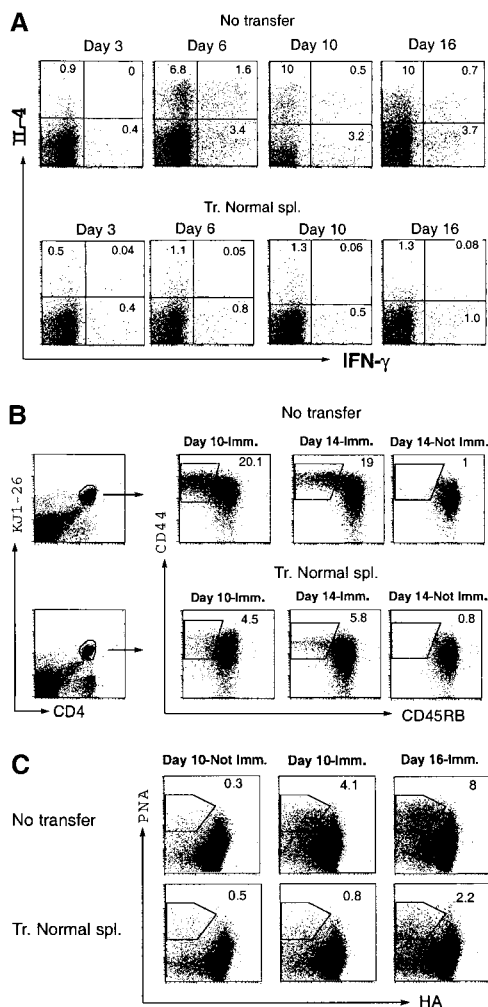 A
No transfer
Day 3 Day 6 Day 10 Day 16
0.9 0 6.8 1.6 10 0.5 10 0.7
0.4 3.4 3.2 3.7
IL-4
Tr. Normal spl.
Day 3 Day 6 Day 10 Day 16
0.5 0.04 1.1 0.05 1.3 0.06 1.3 0.08
0.4 0.8 0.5 1.0
IFN-γ
B
No transfer
Day 10-Imm. Day 14-Imm. Day 14-Not Imm.
20.1 19 1
KJ1-26
CD44
Tr. Normal spl.
Day 10-Imm. Day 14-Imm. Day 14-Not Imm.
4.5 5.8 0.8
CD4
CD45RB
C
Day 10-Not Imm. Day 10-Imm. Day 16-Imm.
PNA
0.3 4.1 8
No transfer
0.5 0.8 2.2
Tr. Normal spl.
HA